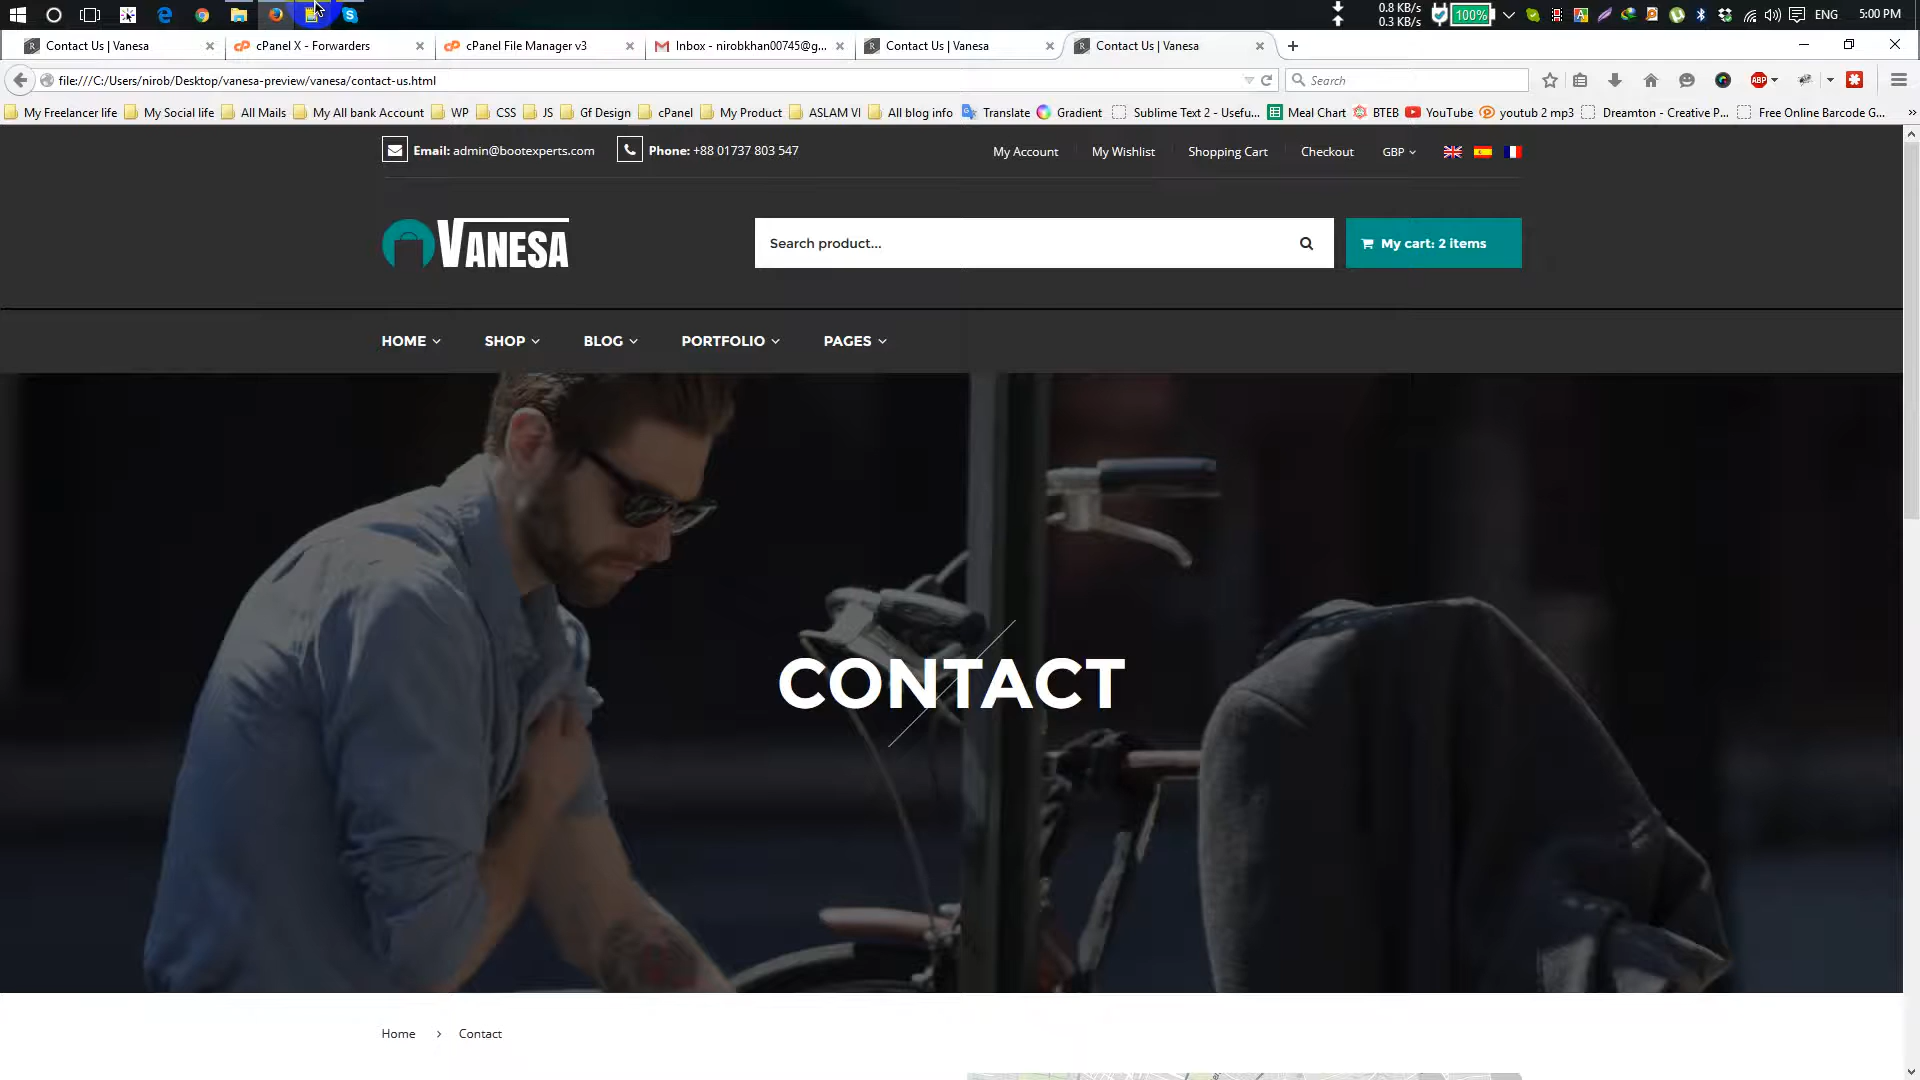 0.8 KB/s
0.3 KB/s
100%
ENG
5:00 PM
Contact Us | Vanesa
cPanel X - Forwarders
cPanel File Manager v3
Inbox - nirobkhan00745@g...
Contact Us | Vanesa
Contact Us | Vanesa
file:///C:/Users/nirob/Desktop/vanesa-preview/vanesa/contact-us.html
Search
My Freelancer life
My Social life
All Mails
My All bank Account
WP
CSS
JS
Gf Design
cPanel
My Product
ASLAM VI
All blog info
Translate
Gradient
Sublime Text 2 - Usefu...
Meal Chart
BTEB
YouTube
youtub 2 mp3
Dreamton - Creative P...
Free Online Barcode G...
Email: admin@bootexperts.com
Phone: +88 01737 803 547
My Account
My Wishlist
Shopping Cart
Checkout
GBP
VANESA
Search product...
My cart: 2 items
HOME
SHOP
BLOG
PORTFOLIO
PAGES
CONTACT
Home > Contact